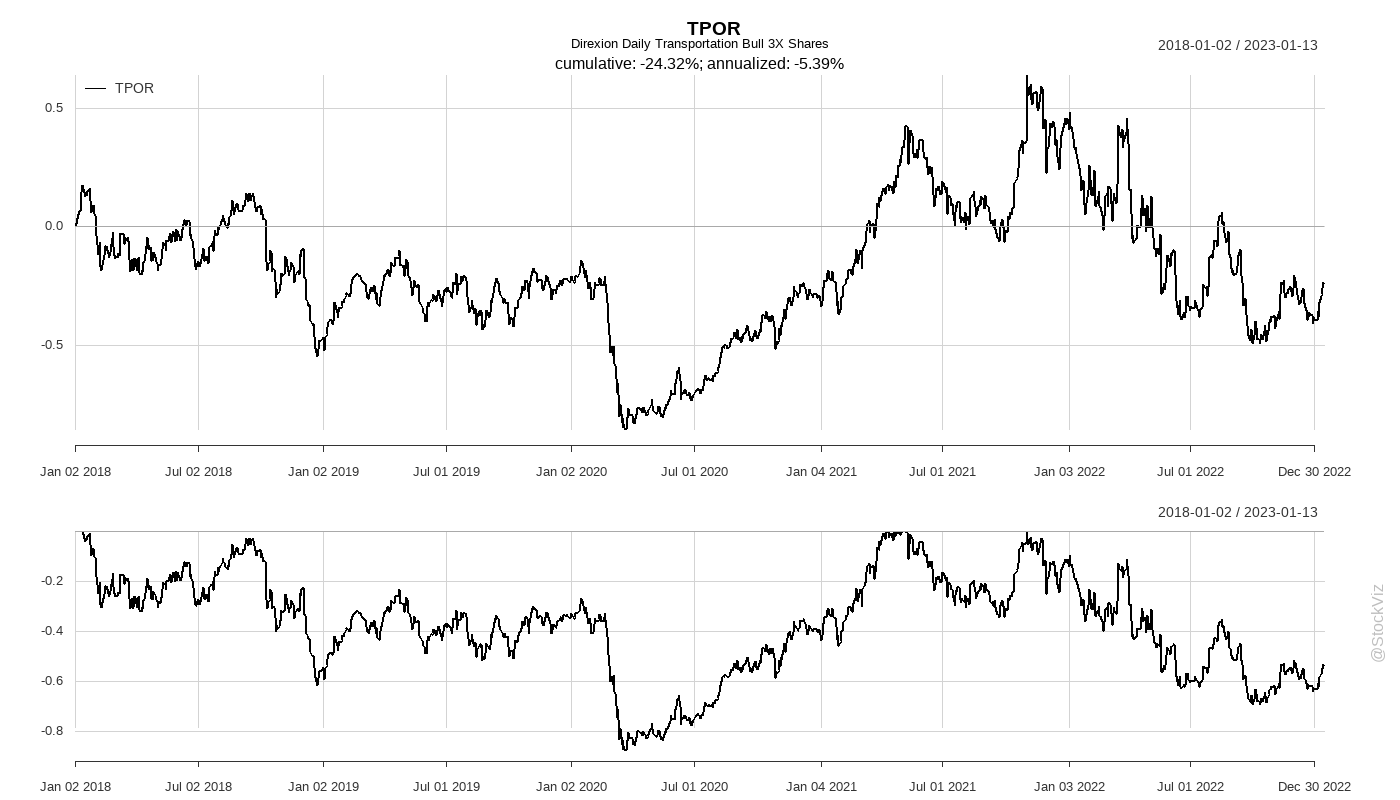 TPOR
Direxion Daily Transportation Bull 3X Shares
cumulative: -24.32%; annualized: -5.39%
2018-01-02 / 2023-01-13
TPOR
0.5
0.0
-0.5
Jan 02 2018 Jul 02 2018 Jan 02 2019 Jul 01 2019 Jan 02 2020 Jul 01 2020 Jan 04 2021 Jul 01 2021 Jan 03 2022 Jul 01 2022 Dec 30 2022
2018-01-02 / 2023-01-13
-0.2
-0.4
-0.6
-0.8
Jan 02 2018 Jul 02 2018 Jan 02 2019 Jul 01 2019 Jan 02 2020 Jul 01 2020 Jan 04 2021 Jul 01 2021 Jan 03 2022 Jul 01 2022 Dec 30 2022
@StockViz